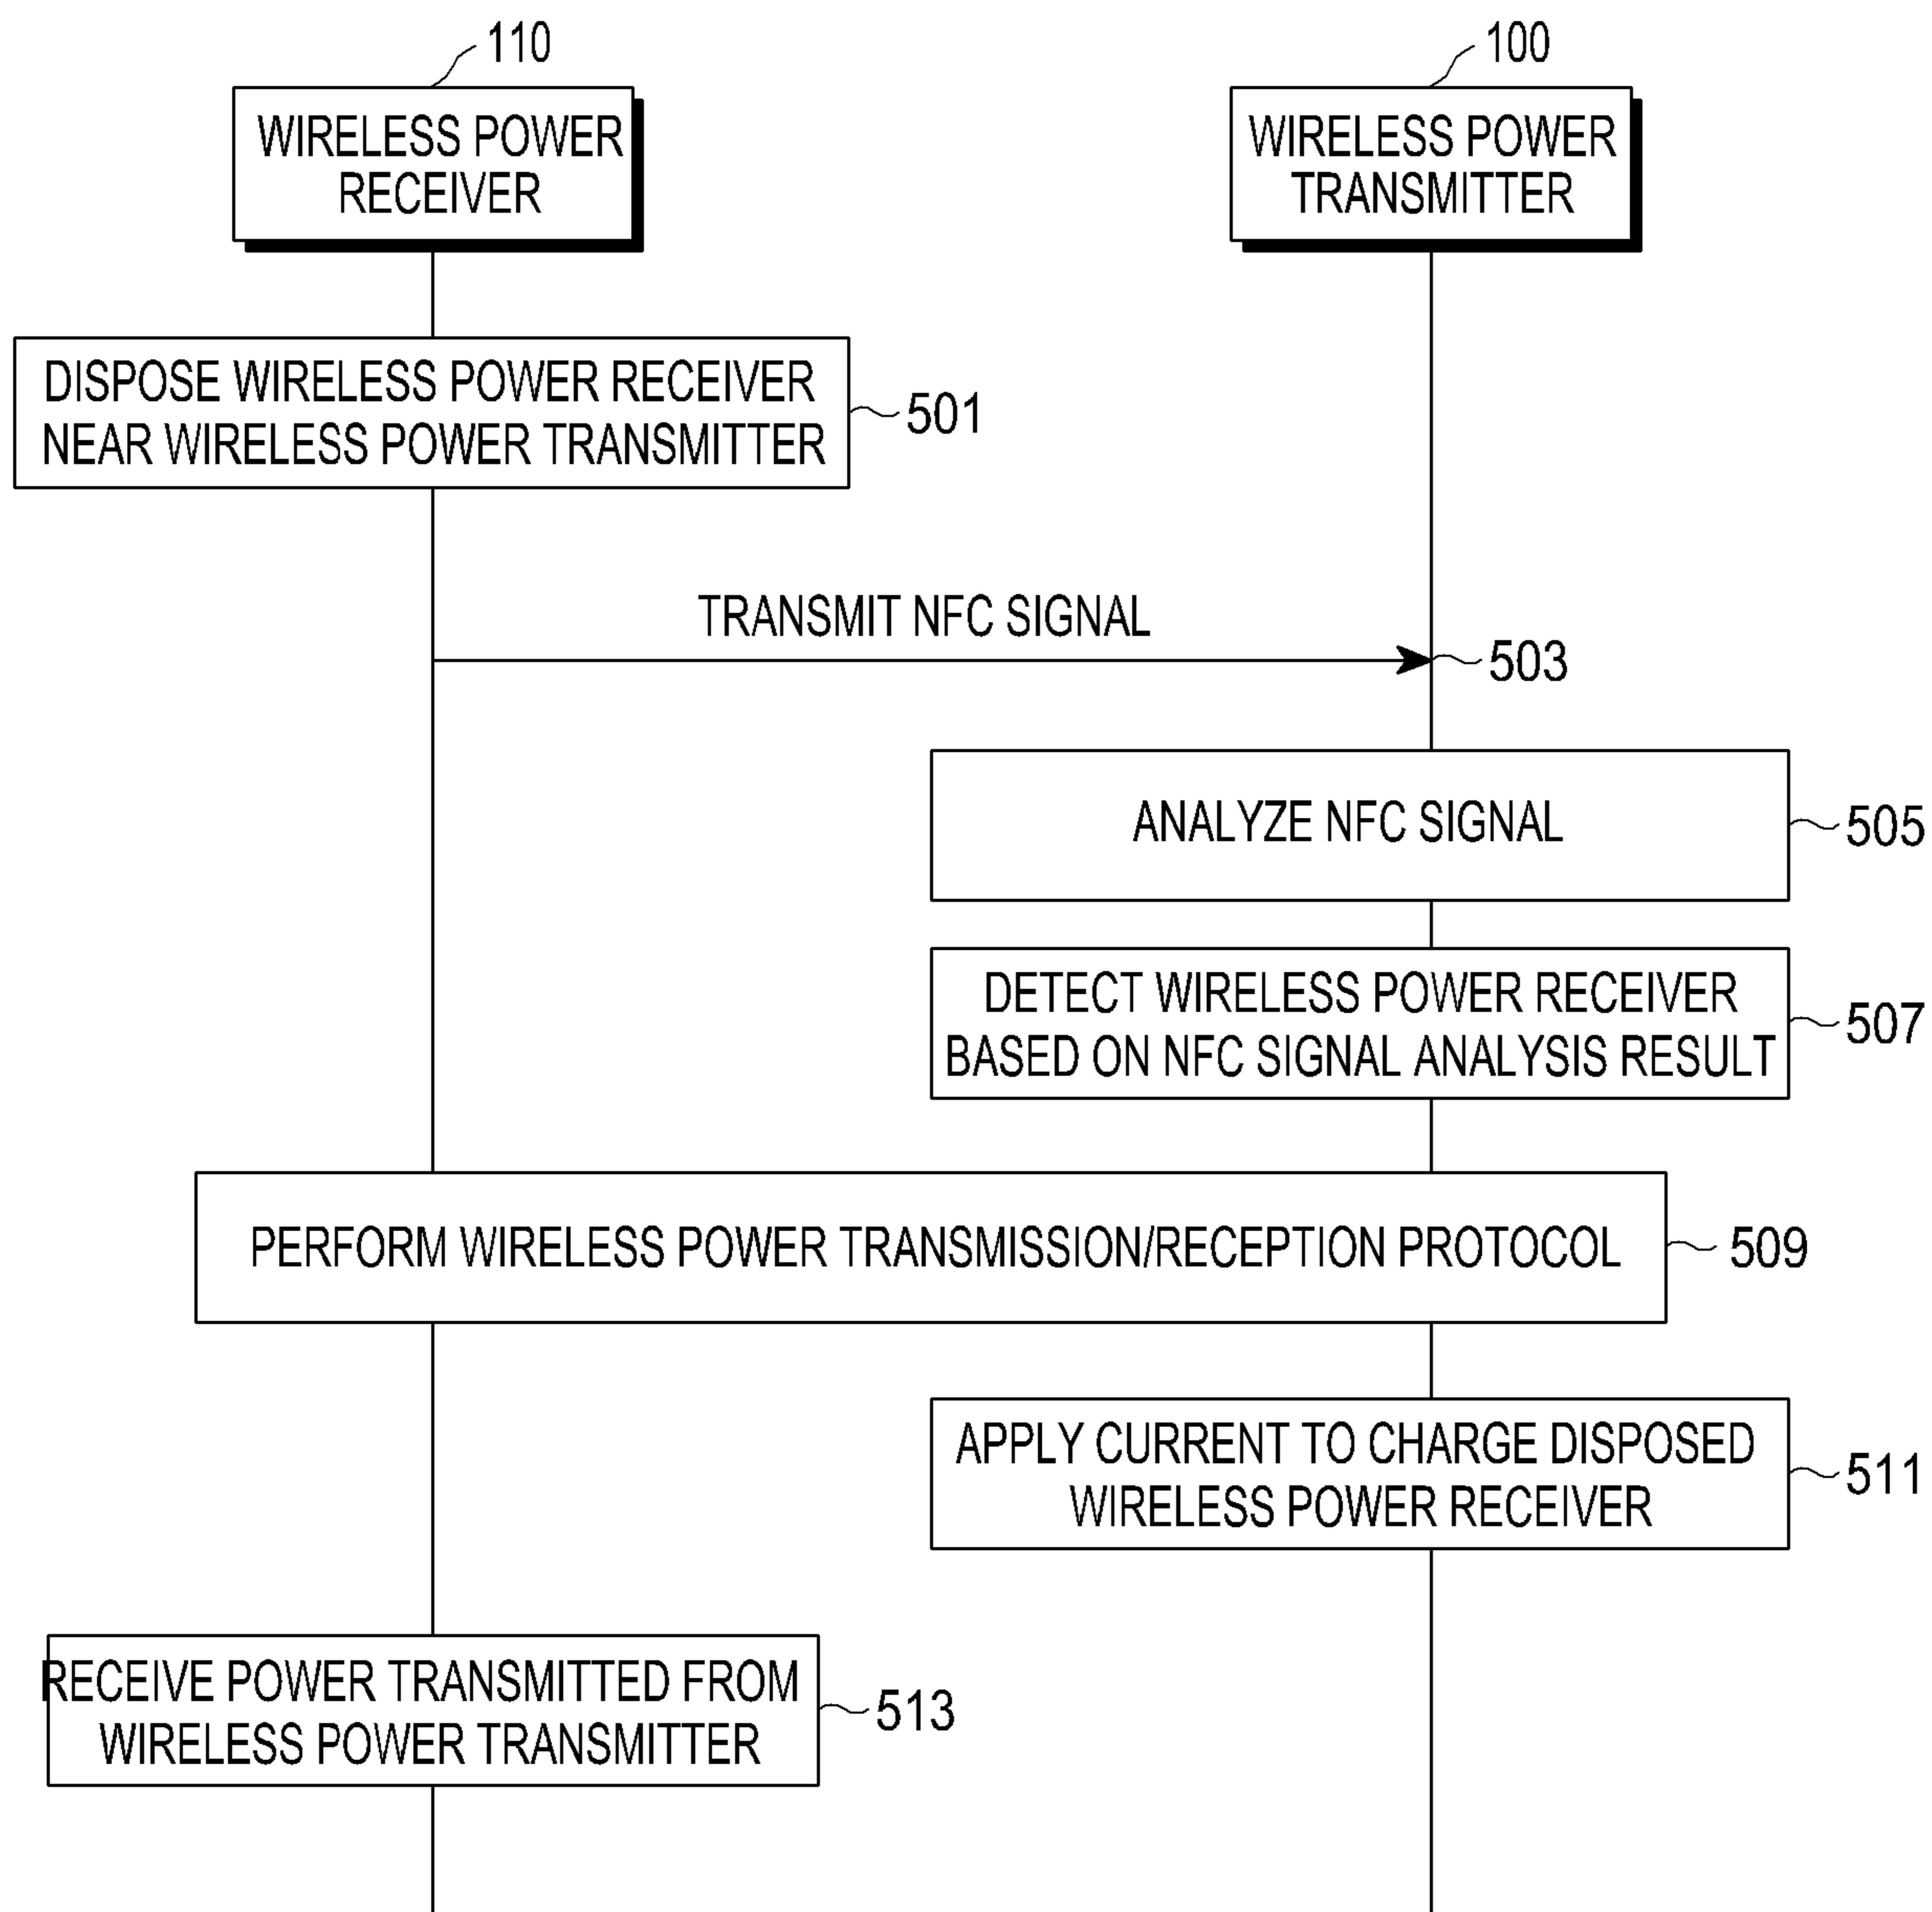 110
100
WIRELESS POWER
RECEIVER
WIRELESS POWER
TRANSMITTER
DISPOSE WIRELESS POWER RECEIVER
NEAR WIRELESS POWER TRANSMITTER
501
TRANSMIT NFC SIGNAL
503
ANALYZE NFC SIGNAL
505
DETECT WIRELESS POWER RECEIVER
BASED ON NFC SIGNAL ANALYSIS RESULT
507
PERFORM WIRELESS POWER TRANSMISSION/RECEPTION PROTOCOL
509
APPLY CURRENT TO CHARGE DISPOSED
WIRELESS POWER RECEIVER
511
RECEIVE POWER TRANSMITTED FROM
WIRELESS POWER TRANSMITTER
513